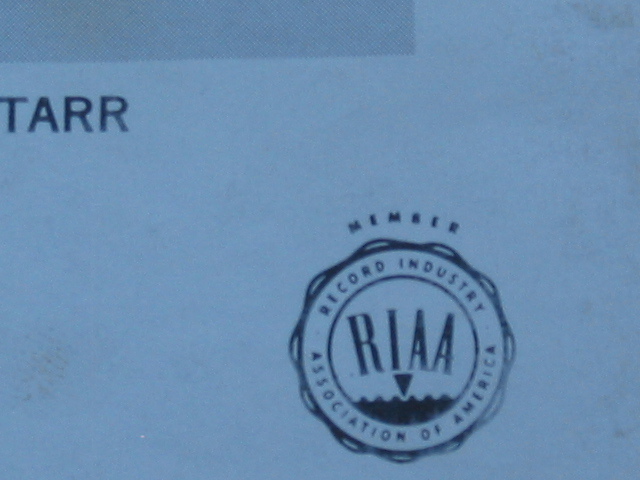 TARR
MEMBER
RECORD INDUSTRY
ASSOCIATION OF AMERICA
RIAA